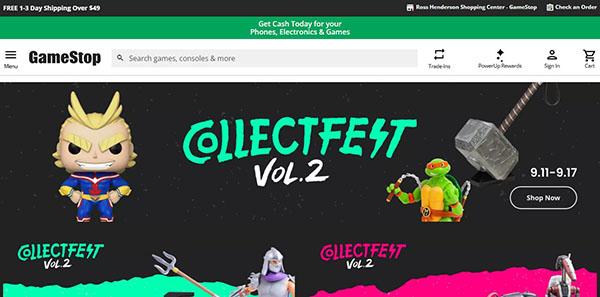 FREE 1-3 Day Shipping Over $49
Ross Henderson Shopping Center - GameStop
Check an Order
Get Cash Today for your
Phones, Electronics & Games
Menu
GameStop
Search games, consoles & more
Trade-Ins
PowerUp Rewards
Sign In
Cart
COLLECTFEST
VOL.2
9.11-9.17
Shop Now
COLLECTFEST
VOL.2
COLLECTFEST
VOL.2